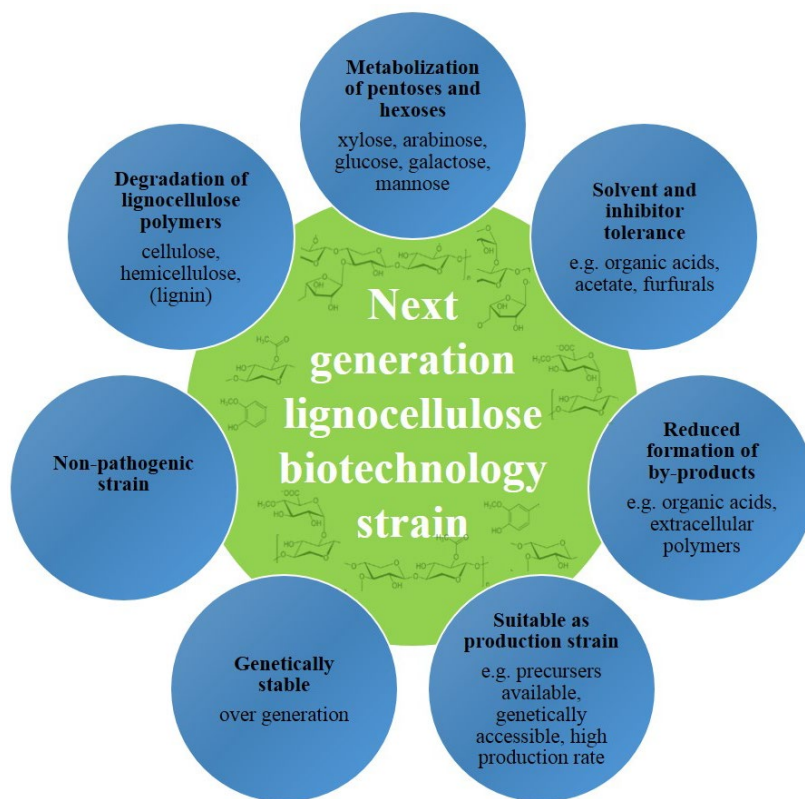 Metabolization
of pentoses and
hexoses
xylose, arabinose,
glucose, galactose,
mannose
Solvent and
inhibitor
tolerance
e.g. organic acids,
acetate, furfurals
Reduced
formation of
by-products
e.g. organic acids,
extracellular
polymers
Suitable as
production strain
e.g. precursers
available,
genetically
accessible, high
production rate
Genetically
stable
over generation
Non-pathogenic
strain
Degradation of
lignocellulose
polymers
cellulose,
hemicellulose,
(lignin)
Next
generation
lignocellulose
biotechnology
strain